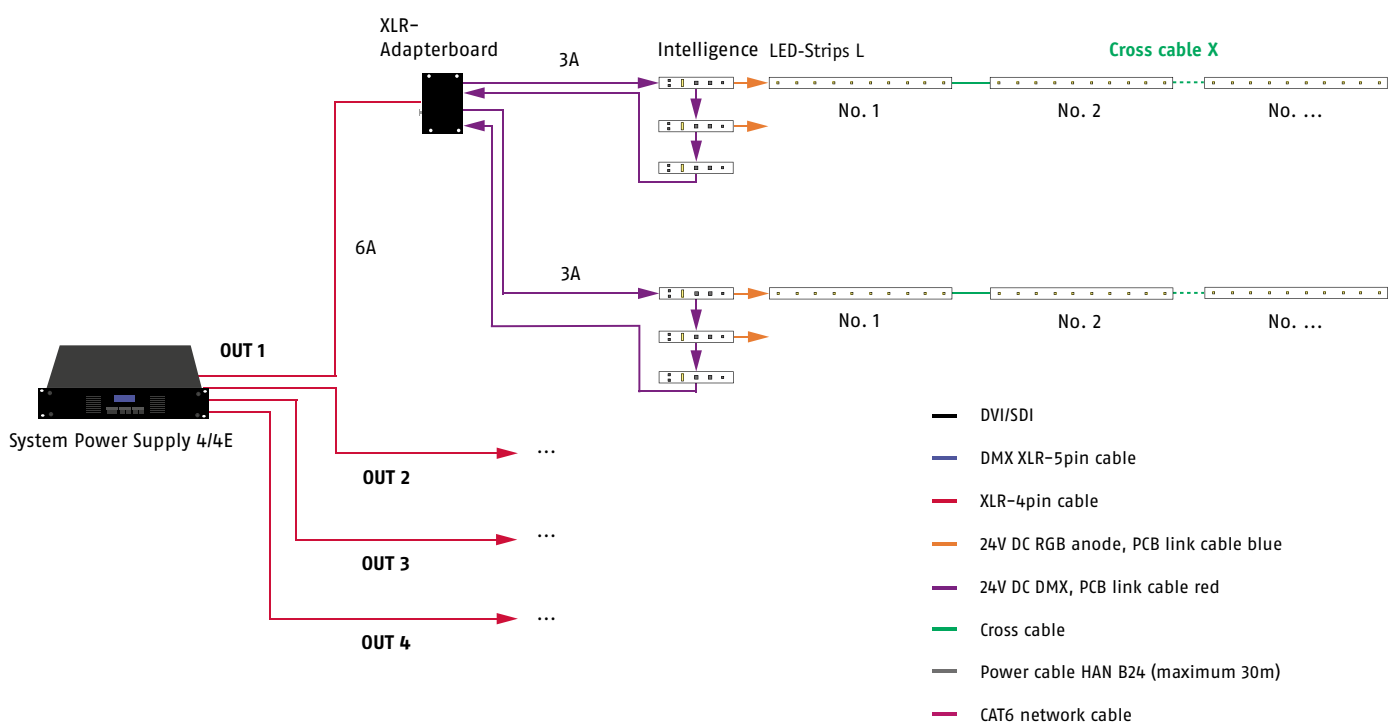 XLR-
Adapterboard
3A
Intelligence
LED-Strips L
Cross cable X
No. 1
No. 2
No. ...
6A
3A
No. 1
No. 2
No. ...
OUT 1
System Power Supply 4/4E
...
OUT 2
...
OUT 3
...
OUT 4
DVI/SDI
DMX XLR-5pin cable
XLR-4pin cable
24V DC RGB anode, PCB link cable blue
24V DC DMX, PCB link cable red
Cross cable
Power cable HAN B24 (maximum 30m)
CAT6 network cable